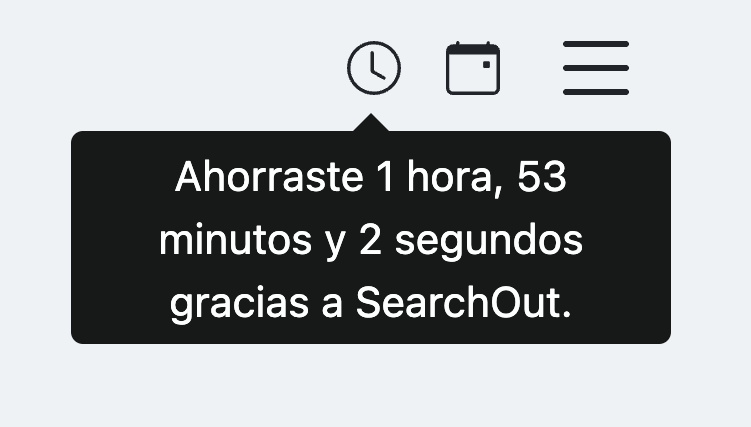 Ahorraste 1 hora, 53
minutos y 2 segundos
gracias a SearchOut.